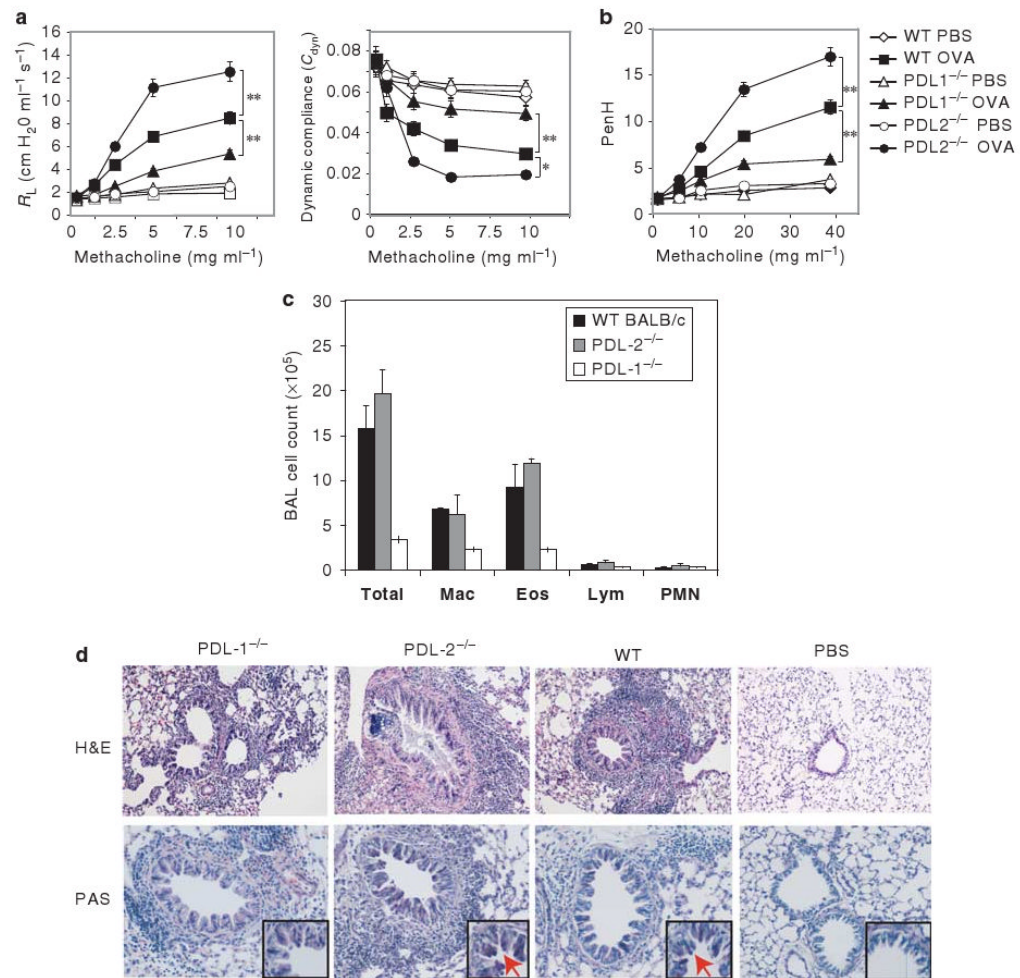 a
16
14
12
10
8
6
4
2
0
R_L (cm H₂0 ml⁻¹ s⁻¹)
**
**
0 2.5 5 7.5 10
Methacholine (mg ml⁻¹)
0.08
0.06
0.04
0.02
0
Dynamic compliance (C_dyn)
**
*
0 2.5 5 7.5 10
Methacholine (mg ml⁻¹)
b
20
15
10
5
0
PenH
**
**
0 10 20 30 40
Methacholine (mg ml⁻¹)
WT PBS
WT OVA
PDL1⁻/⁻ PBS
PDL1⁻/⁻ OVA
PDL2⁻/⁻ PBS
PDL2⁻/⁻ OVA
c
30
25
20
15
10
5
0
BAL cell count (×10⁵)
WT BALB/c
PDL-2⁻/⁻
PDL-1⁻/⁻
Total Mac Eos Lym PMN
d
PDL-1⁻/⁻ PDL-2⁻/⁻ WT PBS
H&E
PAS